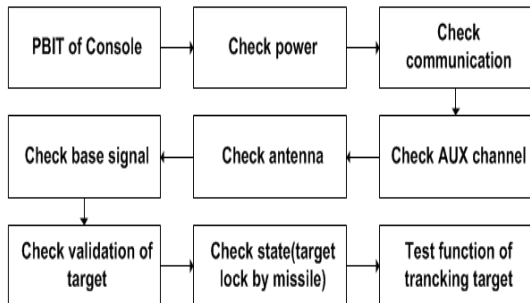 PBIT of Console
Check power
Check
communication
Check AUX channel
Check antenna
Check base signal
Check validation of
target
Check state(target
lock by missile)
Test function of
trancking target